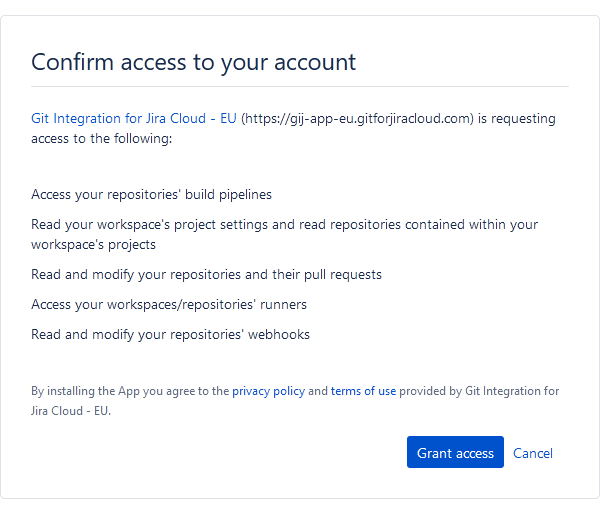 Confirm access to your account
Git Integration for Jira Cloud - EU (https://gij-app-eu.gitforjiracloud.com) is requesting
access to the following:
Access your repositories' build pipelines
Read your workspace's project settings and read repositories contained within your
workspace's projects
Read and modify your repositories and their pull requests
Access your workspaces/repositories' runners
Read and modify your repositories' webhooks
By installing the App you agree to the privacy policy and terms of use provided by Git Integration for
Jira Cloud - EU.
Grant access Cancel